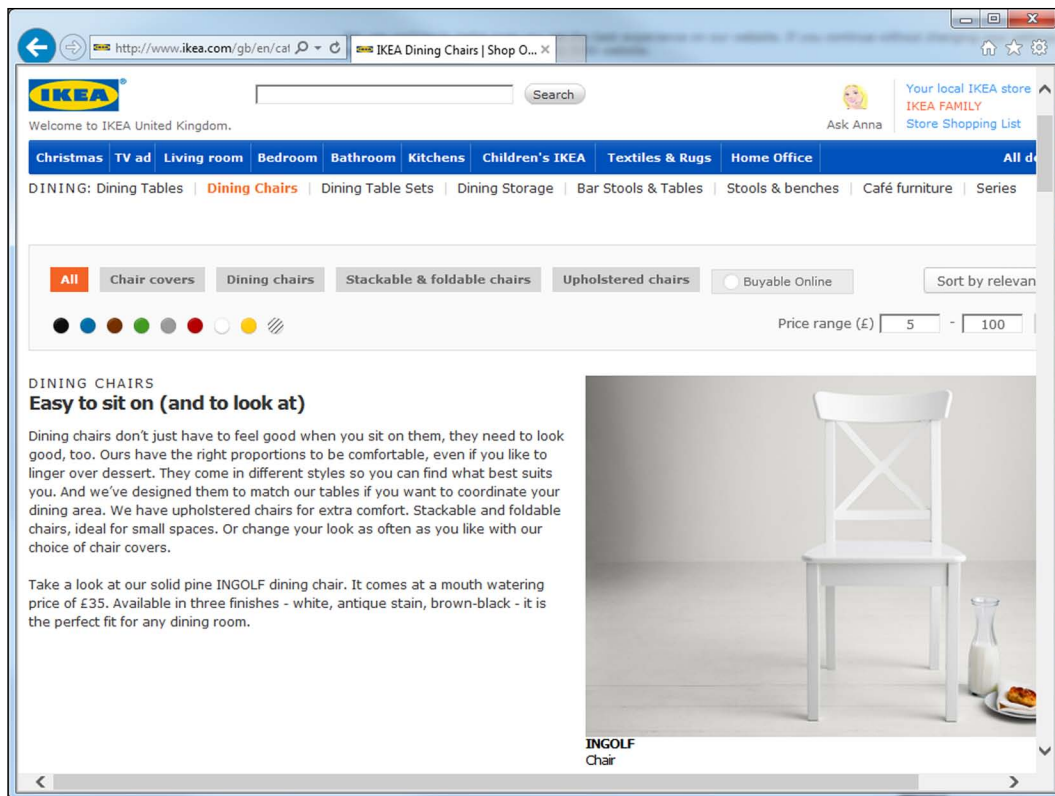 http://www.ikea.com/gb/en/cat
IKEA Dining Chairs | Shop O...
IKEA
Search
Welcome to IKEA United Kingdom.
Ask Anna
Your local IKEA store
IKEA FAMILY
Store Shopping List
Christmas TV ad Living room Bedroom Bathroom Kitchens Children's IKEA Textiles & Rugs Home Office All de
DINING: Dining Tables | Dining Chairs | Dining Table Sets | Dining Storage | Bar Stools & Tables | Stools & benches | Café furniture | Series
All Chair covers Dining chairs Stackable & foldable chairs Upholstered chairs Buyable Online Sort by relevan
Price range (£) 5 - 100
DINING CHAIRS
Easy to sit on (and to look at)
Dining chairs don't just have to feel good when you sit on them, they need to look
good, too. Ours have the right proportions to be comfortable, even if you like to
linger over dessert. They come in different styles so you can find what best suits
you. And we've designed them to match our tables if you want to coordinate your
dining area. We have upholstered chairs for extra comfort. Stackable and foldable
chairs, ideal for small spaces. Or change your look as often as you like with our
choice of chair covers.
Take a look at our solid pine INGOLF dining chair. It comes at a mouth watering
price of £35. Available in three finishes - white, antique stain, brown-black - it is
the perfect fit for any dining room.
INGOLF
Chair